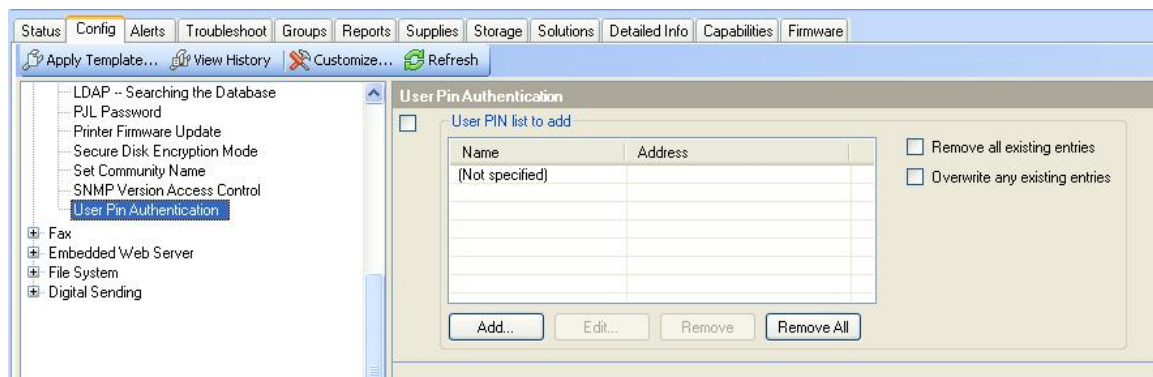 Status Config Alerts Troubleshoot Groups Reports Supplies Storage Solutions Detailed Info Capabilities Firmware
Apply Template... View History Customize... Refresh
LDAP -- Searching the Database
PJL Password
Printer Firmware Update
Secure Disk Encryption Mode
Set Community Name
SNMP Version Access Control
User Pin Authentication
Fax
Embedded Web Server
File System
Digital Sending
User Pin Authentication
User PIN list to add
Name Address
(Not specified)
Add... Edit... Remove Remove All
Remove all existing entries
Overwrite any existing entries